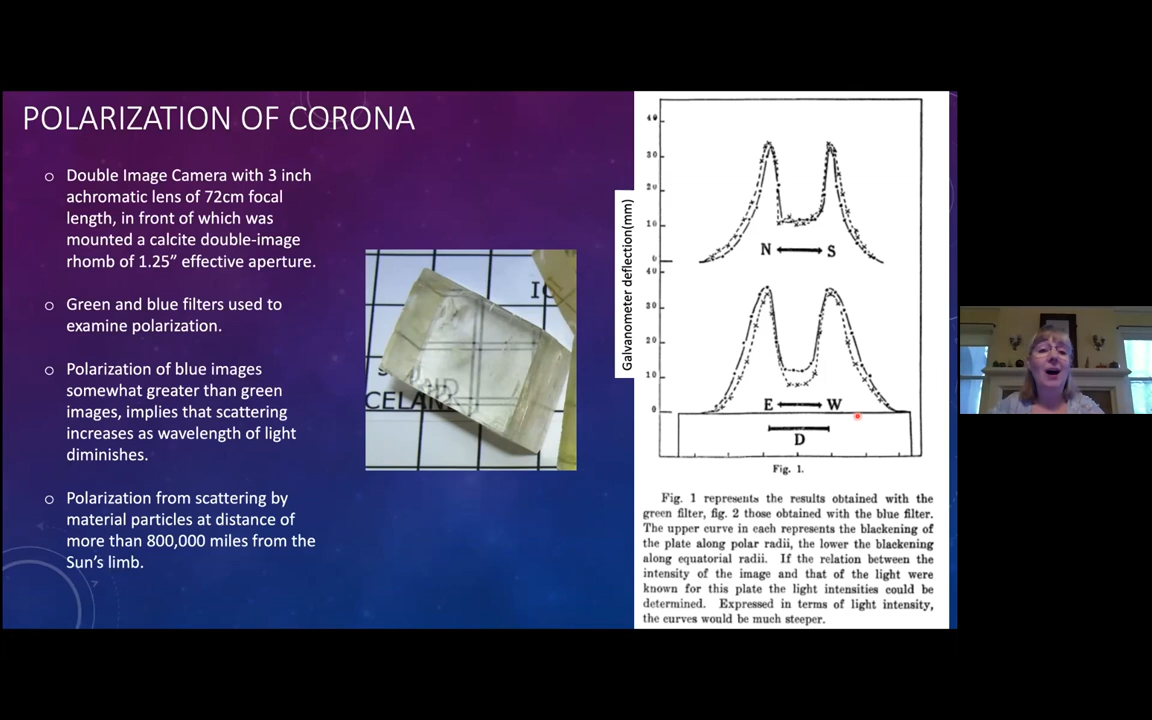 POLARIZATION OF CORONA
o Double Image Camera with 3 inch
achromatic lens of 72cm focal
length, in front of which was
mounted a calcite double-image
rhomb of 1.25” effective aperture.
o Green and blue filters used to
examine polarization.
o Polarization of blue images
somewhat greater than green
images, implies that scattering
increases as wavelength of light
diminishes.
o Polarization from scattering by
material particles at distance of
more than 800,000 miles from the
Sun’s limb.
IC
CELAN
Galvanometer deflection(mm)
40
30
20
10
0
N S
40
30
20
10
0
E W
D
Fig. 1.
Fig. 1 represents the results obtained with the
green filter, fig. 2 those obtained with the blue filter.
The upper curve in each represents the blackening of
the plate along polar radii, the lower the blackening
along equatorial radii. If the relation between the
intensity of the image and that of the light were
known for this plate the light intensities could be
determined. Expressed in terms of light intensity,
the curves would be much steeper.